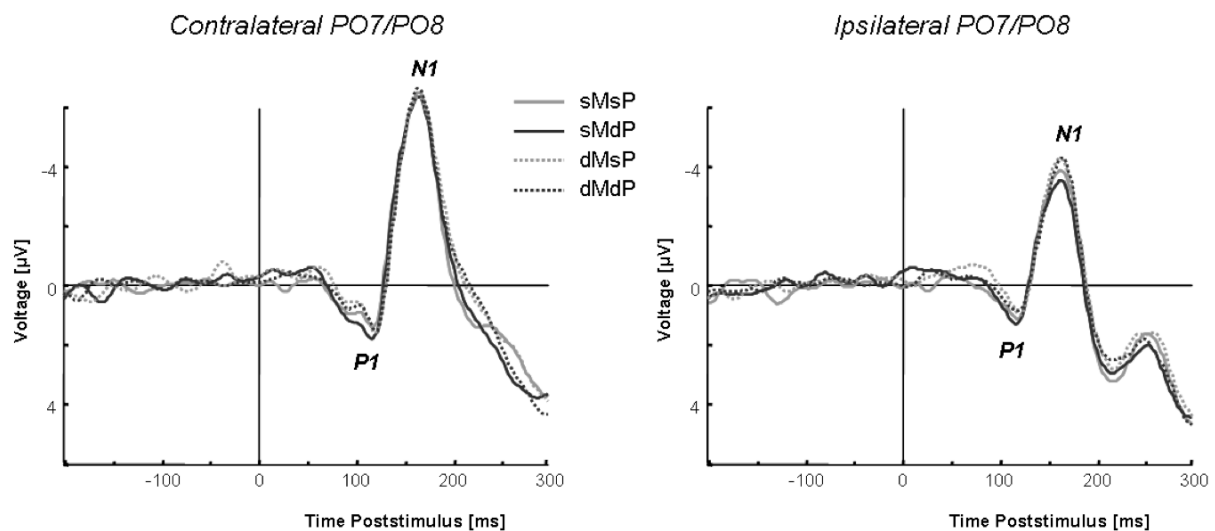 Contralateral PO7/PO8
Ipsilateral PO7/PO8
N1
sMsP
sMdP
dMsP
dMdP
N1
-4
0
4
Voltage [µV]
P1
-100
0
100
200
300
Time Poststimulus [ms]
-4
0
4
Voltage [µV]
P1
-100
0
100
200
300
Time Poststimulus [ms]